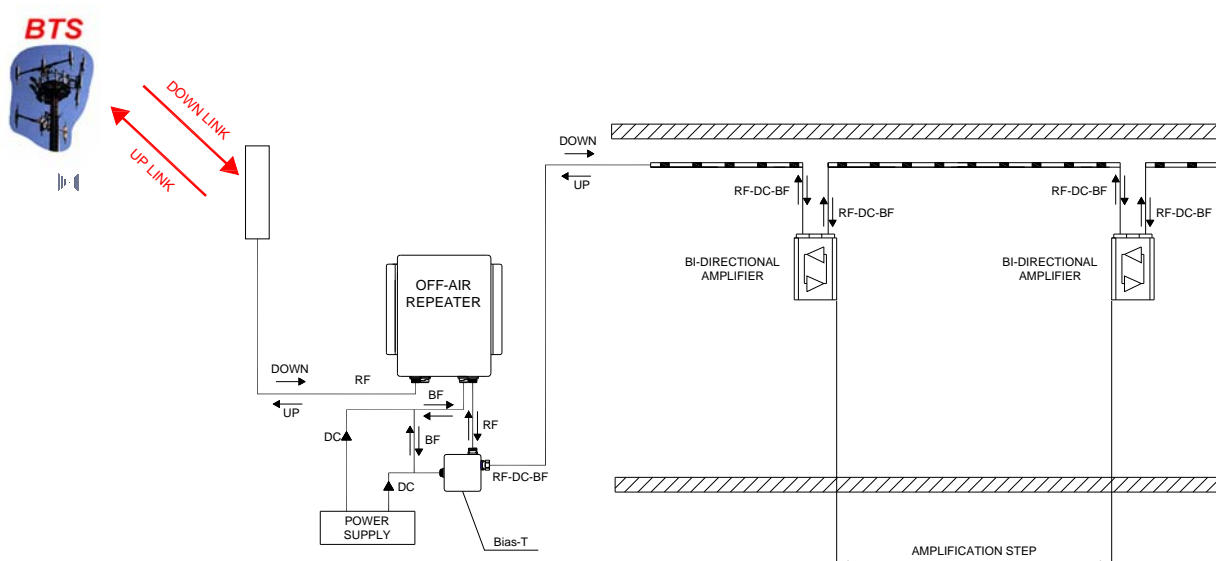 BTS
DOWN LINK
UP LINK
DOWN
UP
RF-DC-BF
RF-DC-BF
RF-DC-BF
RF-DC-BF
BI-DIRECTIONAL
AMPLIFIER
BI-DIRECTIONAL
AMPLIFIER
OFF-AIR
REPEATER
DOWN
UP
RF
BF
RF
DC
BF
RF-DC-BF
DC
POWER
SUPPLY
Bias-T
AMPLIFICATION STEP